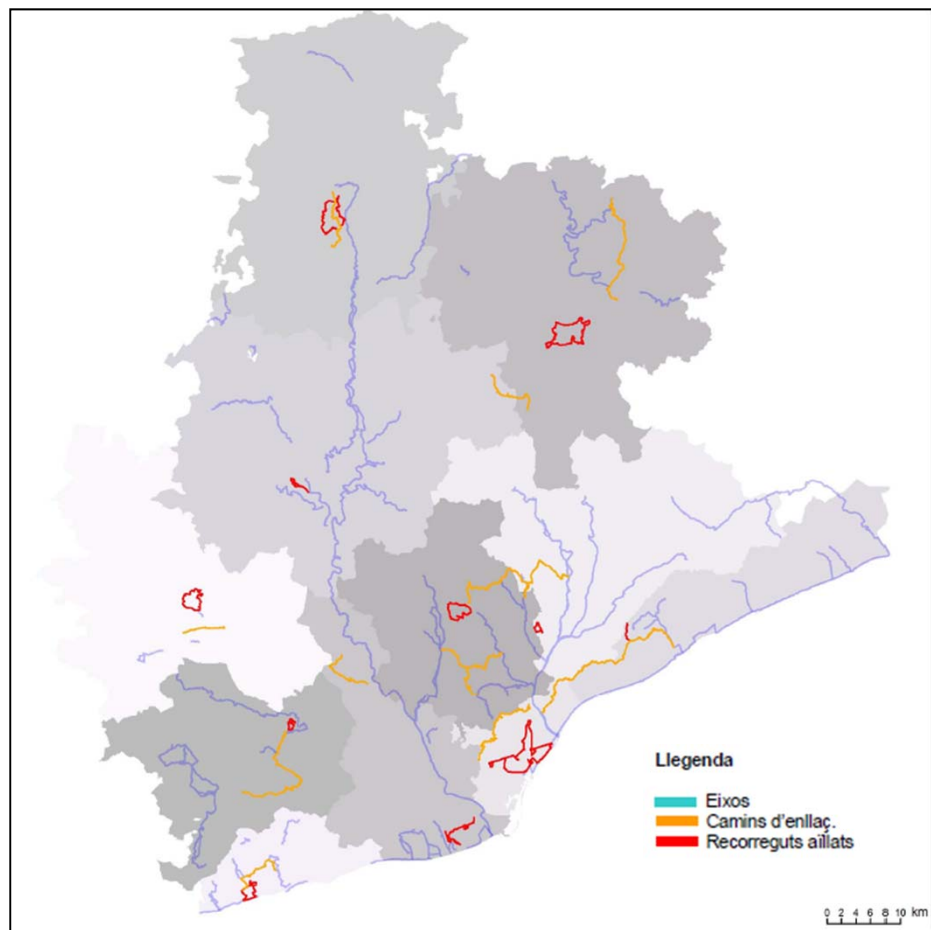 Llegenda
Eixos
Camins d'enllaç.
Recorreguts aïllats
0 2 4 6 8 10 km